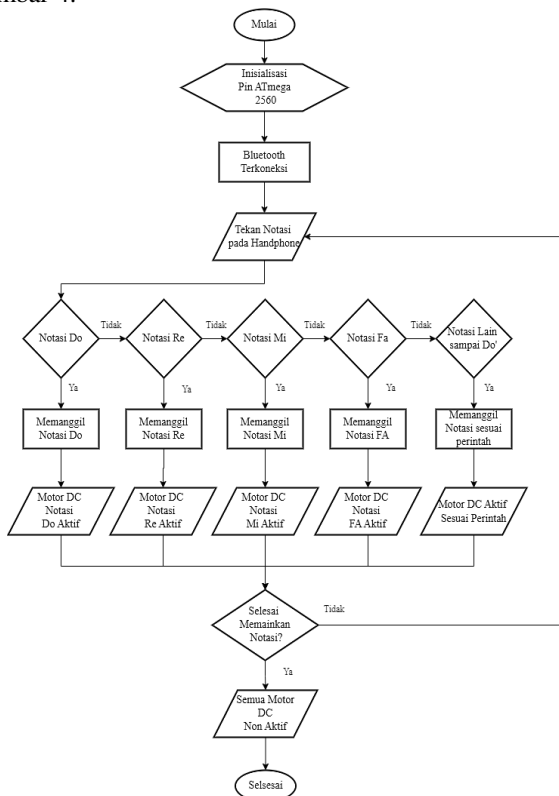 Mulai
Inisialisasi
Pin ATmega
2560
Bluetooth
Terkoneksi
Tekan Notasi
pada Handphone
Notasi Do
Tidak
Notasi Re
Tidak
Notasi Mi
Tidak
Notasi Fa
Tidak
Notasi Lain
sampai Do'
Ya
Ya
Ya
Ya
Ya
Memanggil
Notasi Do
Memanggil
Notasi Re
Memanggil
Notasi Mi
Memanggil
Notasi FA
Memanggil
Notasi sesuai
perintah
Motor DC
Notasi
Do Aktif
Motor DC
Notasi
Re Aktif
Motor DC
Notasi
Mi Aktif
Motor DC
Notasi
FA Aktif
Motor DC Aktif
Sesuai Perintah
Selesai
Memainkan
Notasi?
Tidak
Ya
Semua Motor
DC
Non Aktif
Selsesai